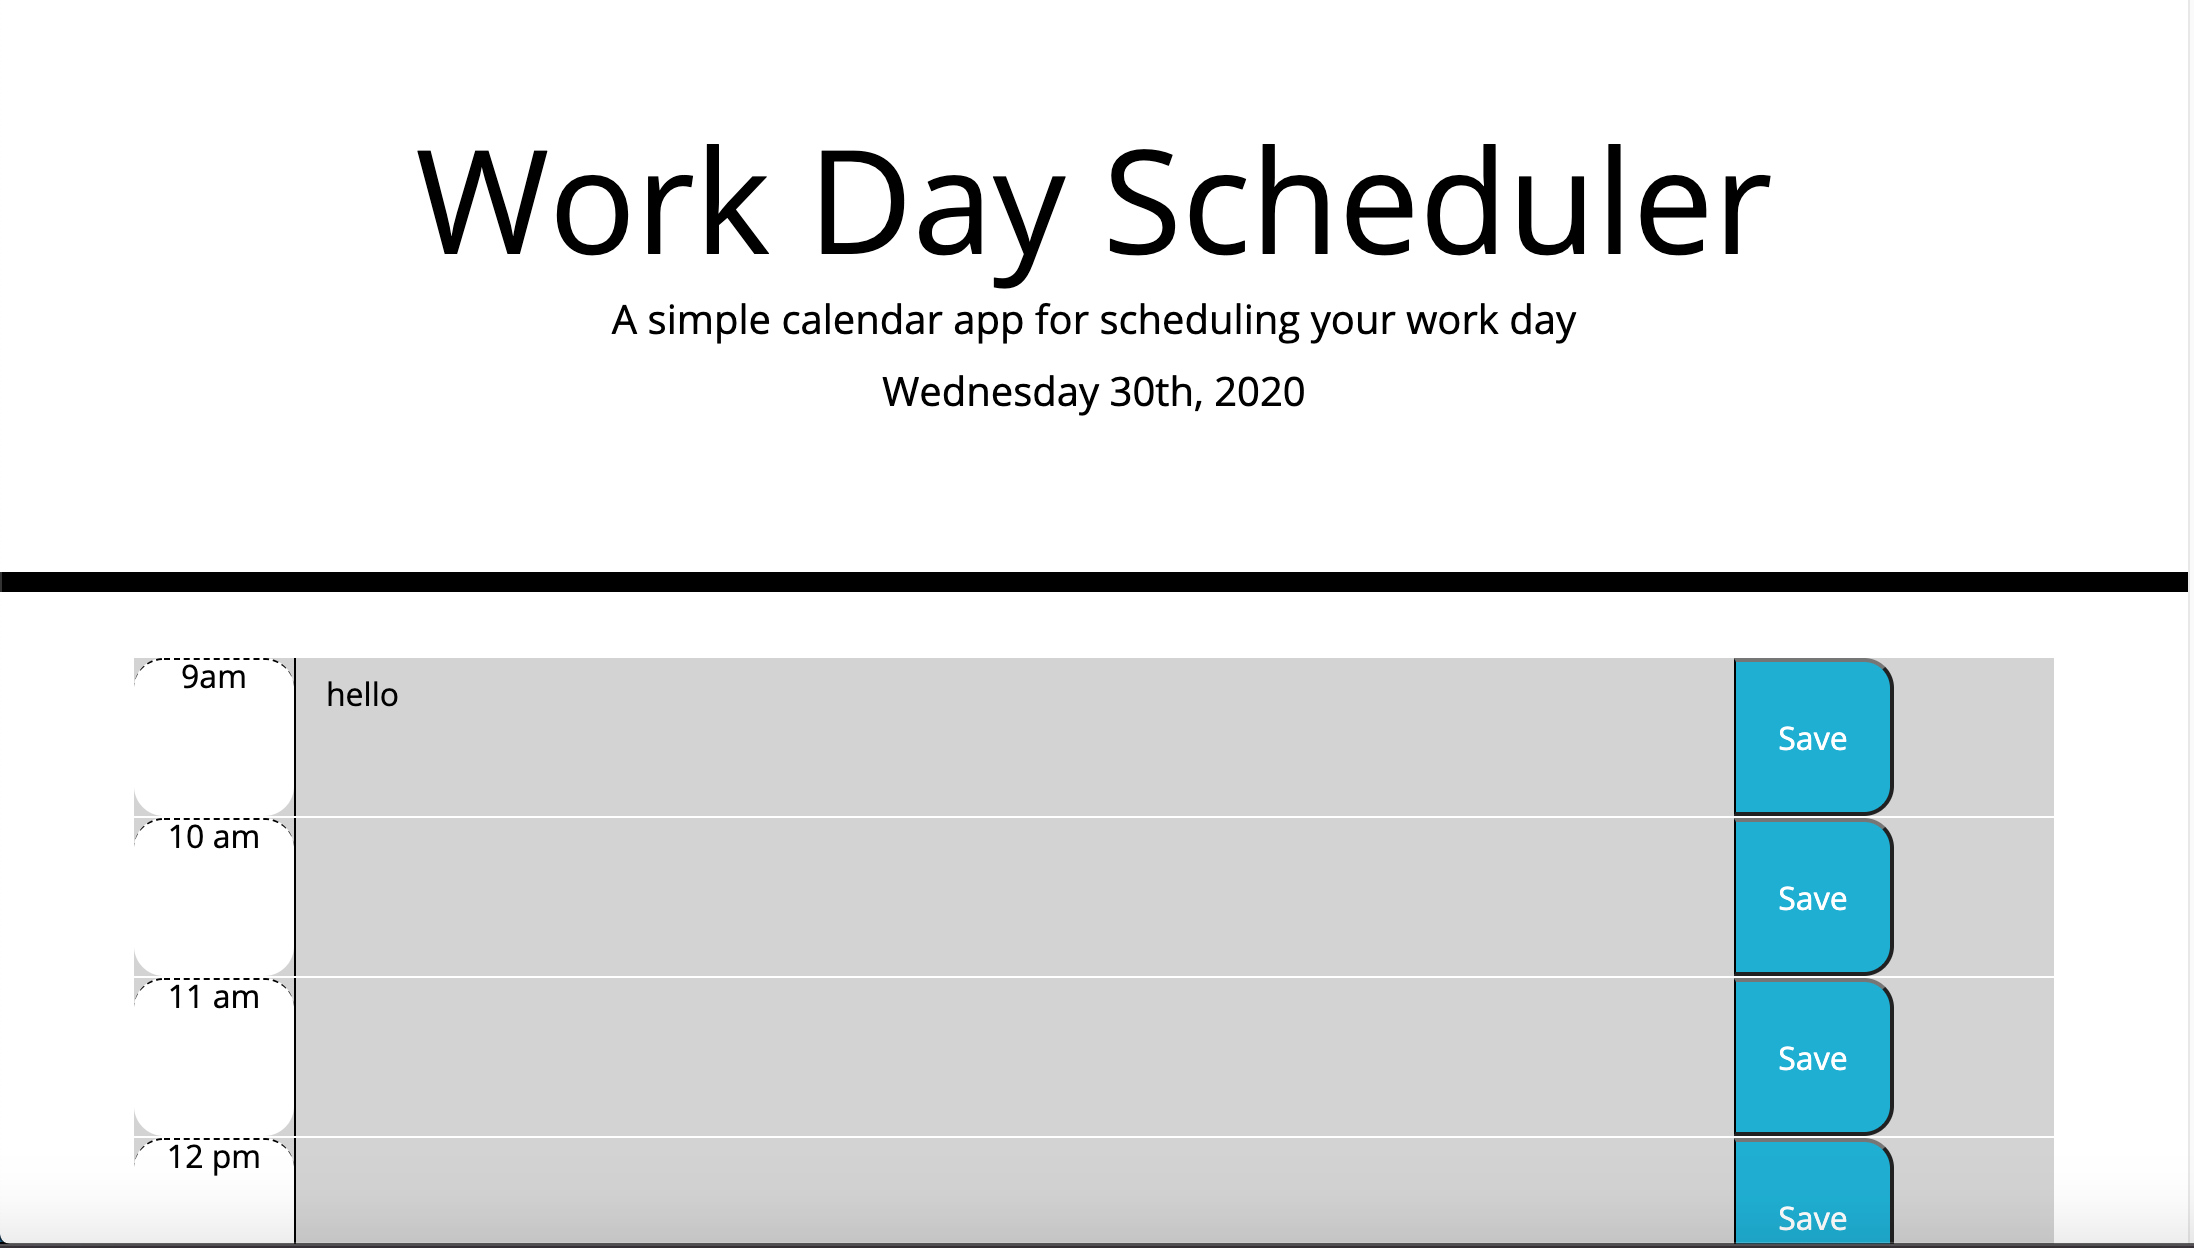 Work Day Scheduler
A simple calendar app for scheduling your work day
Wednesday 30th, 2020
9am
hello
Save
10 am
Save
11 am
Save
12 pm
Save